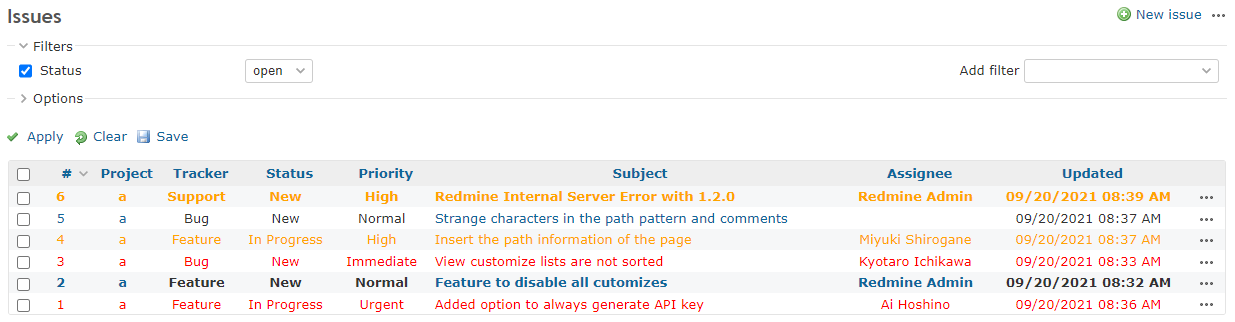 Issues
New issue
Filters
Status open Add filter
Options
Apply Clear Save
# Project Tracker Status Priority Subject Assignee Updated
6 a Support New High Redmine Internal Server Error with 1.2.0 Redmine Admin 09/20/2021 08:39 AM
5 a Bug New Normal Strange characters in the path pattern and comments 09/20/2021 08:37 AM
4 a Feature In Progress High Insert the path information of the page Miyuki Shirogane 09/20/2021 08:37 AM
3 a Bug New Immediate View customize lists are not sorted Kyotaro Ichikawa 09/20/2021 08:33 AM
2 a Feature New Normal Feature to disable all cutomizes Redmine Admin 09/20/2021 08:32 AM
1 a Feature In Progress Urgent Added option to always generate API key Ai Hoshino 09/20/2021 08:36 AM